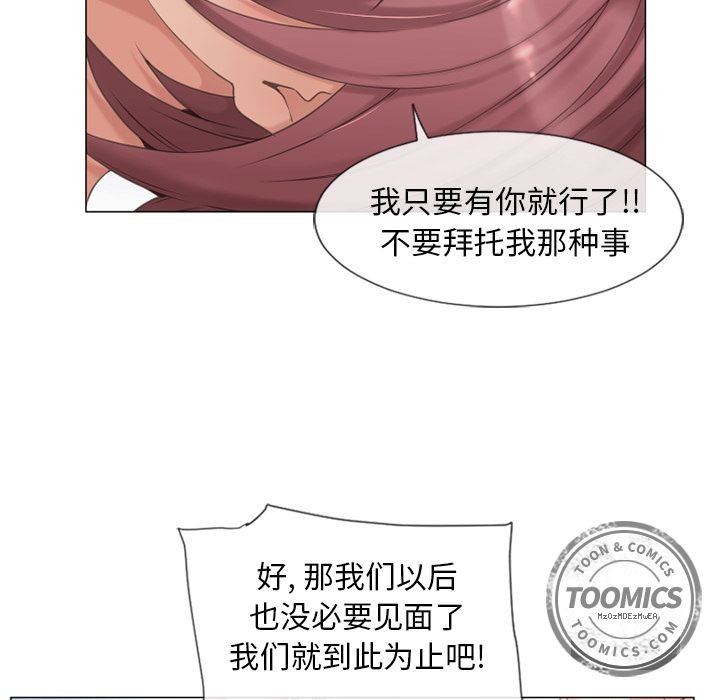 我只要有你就行了!!
不要拜托我那种事
好, 那我们以后
也没必要见面了
我们就到此为止吧!
TOON & COMICS
TOOMICS
MzOzMDEzMwEA
TOOMICS.COM